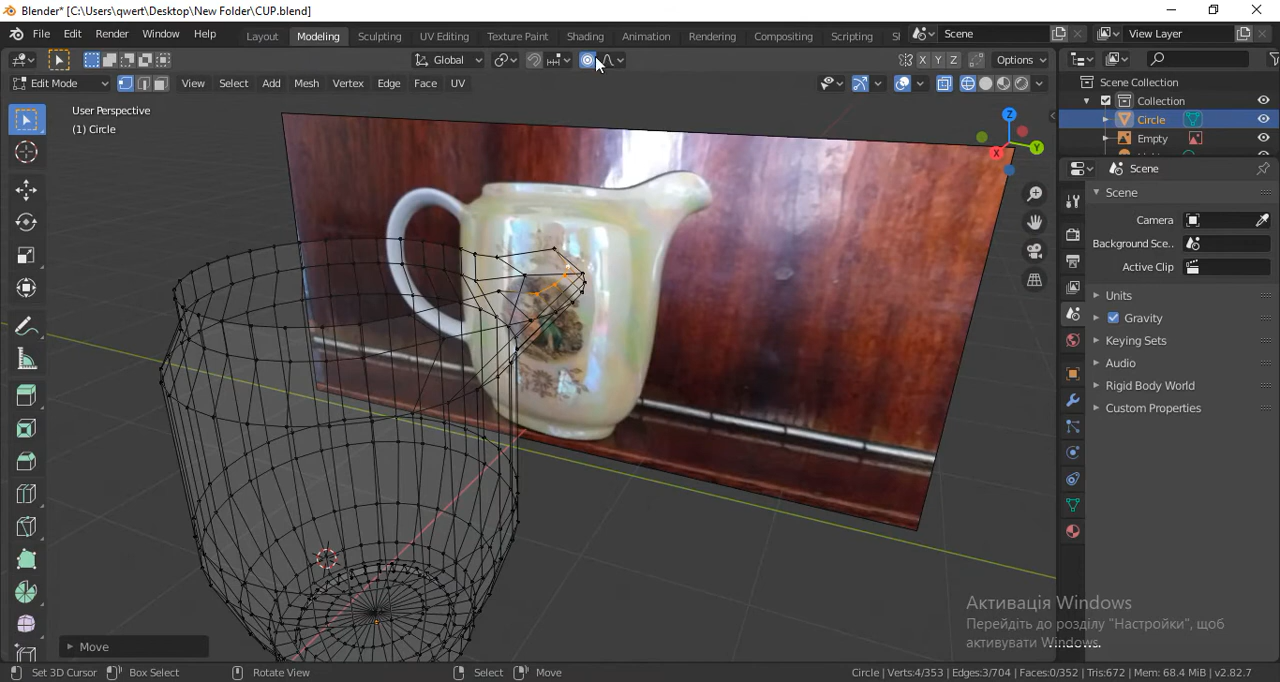 Blender* [C:\Users\qwert\Desktop\New Folder\CUP.blend]
File Edit Render Window Help Layout Modeling Sculpting UV Editing Texture Paint Shading Animation Rendering Compositing Scripting Sl Scene View Layer
Global X Y Z Options
Edit Mode View Select Add Mesh Vertex Edge Face UV
User Perspective
(1) Circle
Z
Y
X
Move
Scene Collection
Collection
Circle
Empty
Scene
Scene
Camera
Background Sce..
Active Clip
Units
Gravity
Keying Sets
Audio
Rigid Body World
Custom Properties
Активація Windows
Перейдіть до розділу "Настройки", щоб
активувати Windows.
Set 3D Cursor Box Select Rotate View Select Move Circle | Verts:4/353 | Edges:3/704 | Faces:0/352 | Tris:672 | Mem: 68.4 MiB | v2.82.7